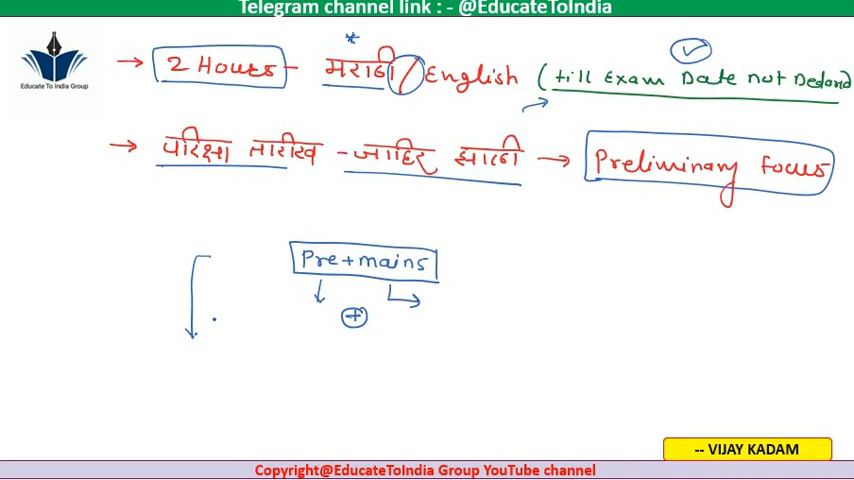 Telegram channel link : - @EducateToIndia
Educate To India Group
→ 2 Hours - मराठी / English (till Exam Date not Declared)
→ परिक्षा तारीख - जाहिर झाली → Preliminary focus
Pre + mains
+
-- VIJAY KADAM
Copyright@EducateToIndia Group YouTube channel